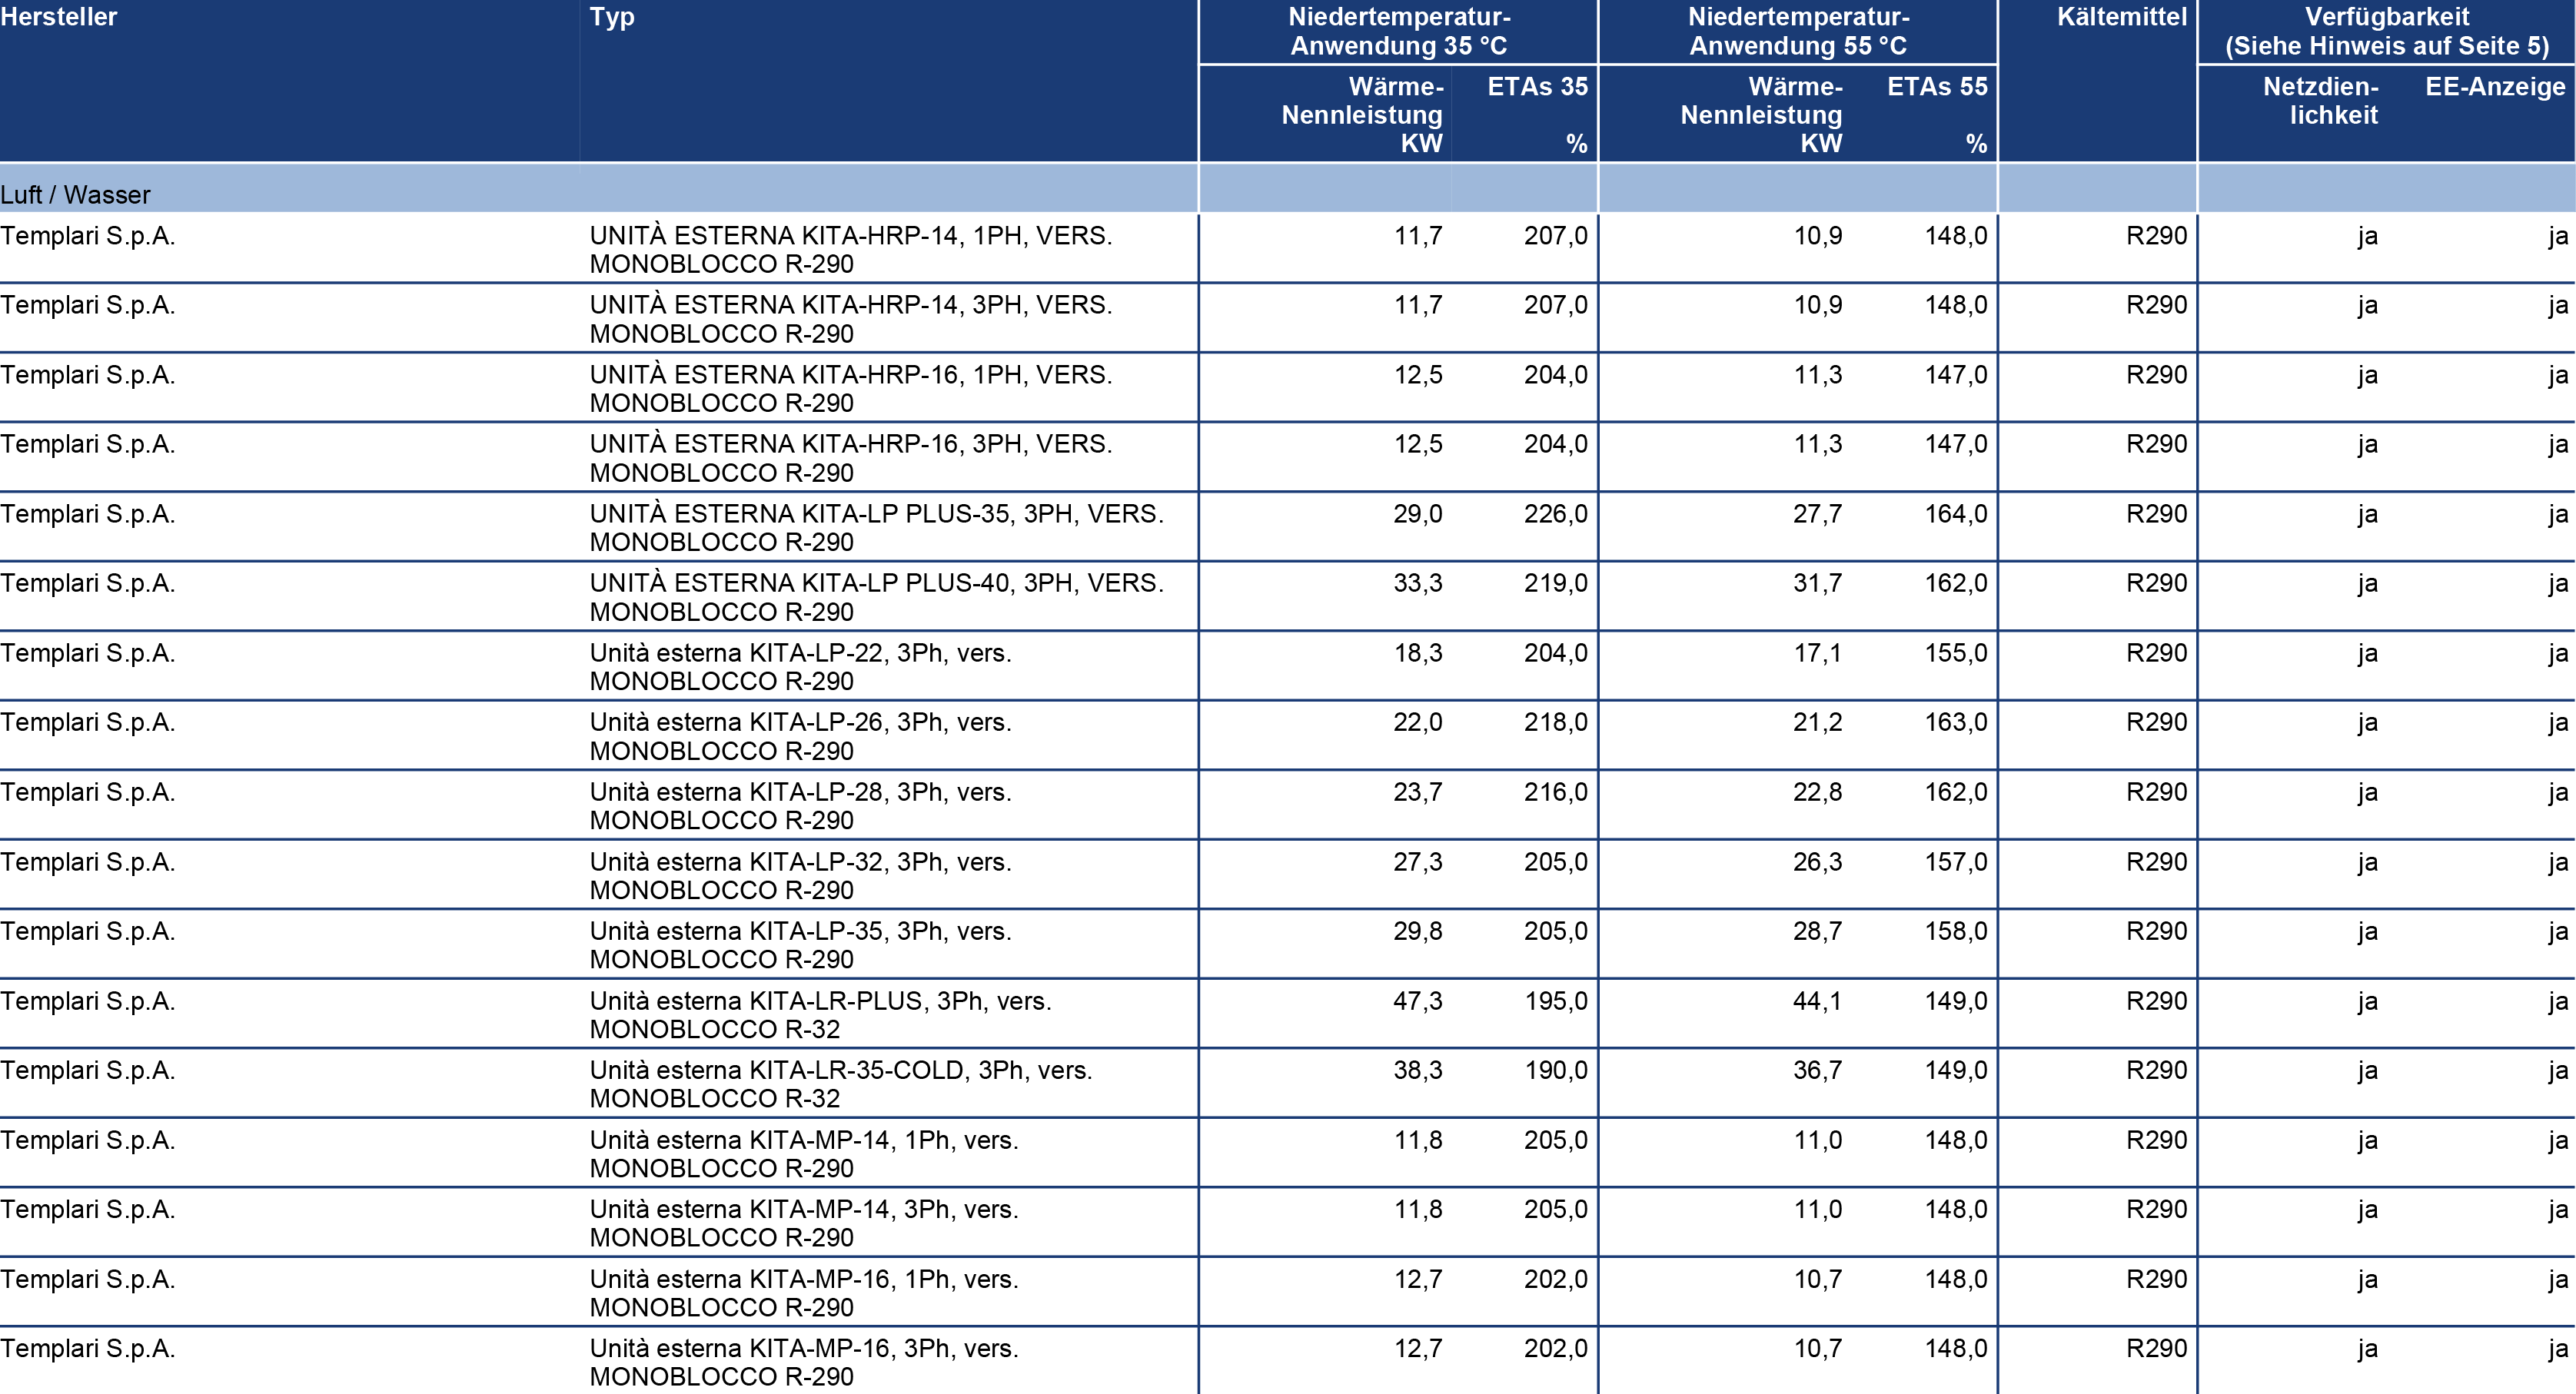 Hersteller Typ Niedertemperatur- Niedertemperatur- Kältemittel Verfügbarkeit
Anwendung 35 °C Anwendung 55 °C (Siehe Hinweis auf Seite 5)
Wärme- ETAs 35 Wärme- ETAs 55 Netzdien- EE-Anzeige
Nennleistung Nennleistung lichkeit
KW % KW %
Luft / Wasser
Templari S.p.A. UNITÀ ESTERNA KITA-HRP-14, 1PH, VERS. 11,7 207,0 10,9 148,0 R290 ja ja
MONOBLOCCO R-290
Templari S.p.A. UNITÀ ESTERNA KITA-HRP-14, 3PH, VERS. 11,7 207,0 10,9 148,0 R290 ja ja
MONOBLOCCO R-290
Templari S.p.A. UNITÀ ESTERNA KITA-HRP-16, 1PH, VERS. 12,5 204,0 11,3 147,0 R290 ja ja
MONOBLOCCO R-290
Templari S.p.A. UNITÀ ESTERNA KITA-HRP-16, 3PH, VERS. 12,5 204,0 11,3 147,0 R290 ja ja
MONOBLOCCO R-290
Templari S.p.A. UNITÀ ESTERNA KITA-LP PLUS-35, 3PH, VERS. 29,0 226,0 27,7 164,0 R290 ja ja
MONOBLOCCO R-290
Templari S.p.A. UNITÀ ESTERNA KITA-LP PLUS-40, 3PH, VERS. 33,3 219,0 31,7 162,0 R290 ja ja
MONOBLOCCO R-290
Templari S.p.A. Unità esterna KITA-LP-22, 3Ph, vers. 18,3 204,0 17,1 155,0 R290 ja ja
MONOBLOCCO R-290
Templari S.p.A. Unità esterna KITA-LP-26, 3Ph, vers. 22,0 218,0 21,2 163,0 R290 ja ja
MONOBLOCCO R-290
Templari S.p.A. Unità esterna KITA-LP-28, 3Ph, vers. 23,7 216,0 22,8 162,0 R290 ja ja
MONOBLOCCO R-290
Templari S.p.A. Unità esterna KITA-LP-32, 3Ph, vers. 27,3 205,0 26,3 157,0 R290 ja ja
MONOBLOCCO R-290
Templari S.p.A. Unità esterna KITA-LP-35, 3Ph, vers. 29,8 205,0 28,7 158,0 R290 ja ja
MONOBLOCCO R-290
Templari S.p.A. Unità esterna KITA-LR-PLUS, 3Ph, vers. 47,3 195,0 44,1 149,0 R290 ja ja
MONOBLOCCO R-32
Templari S.p.A. Unità esterna KITA-LR-35-COLD, 3Ph, vers. 38,3 190,0 36,7 149,0 R290 ja ja
MONOBLOCCO R-32
Templari S.p.A. Unità esterna KITA-MP-14, 1Ph, vers. 11,8 205,0 11,0 148,0 R290 ja ja
MONOBLOCCO R-290
Templari S.p.A. Unità esterna KITA-MP-14, 3Ph, vers. 11,8 205,0 11,0 148,0 R290 ja ja
MONOBLOCCO R-290
Templari S.p.A. Unità esterna KITA-MP-16, 1Ph, vers. 12,7 202,0 10,7 148,0 R290 ja ja
MONOBLOCCO R-290
Templari S.p.A. Unità esterna KITA-MP-16, 3Ph, vers. 12,7 202,0 10,7 148,0 R290 ja ja
MONOBLOCCO R-290